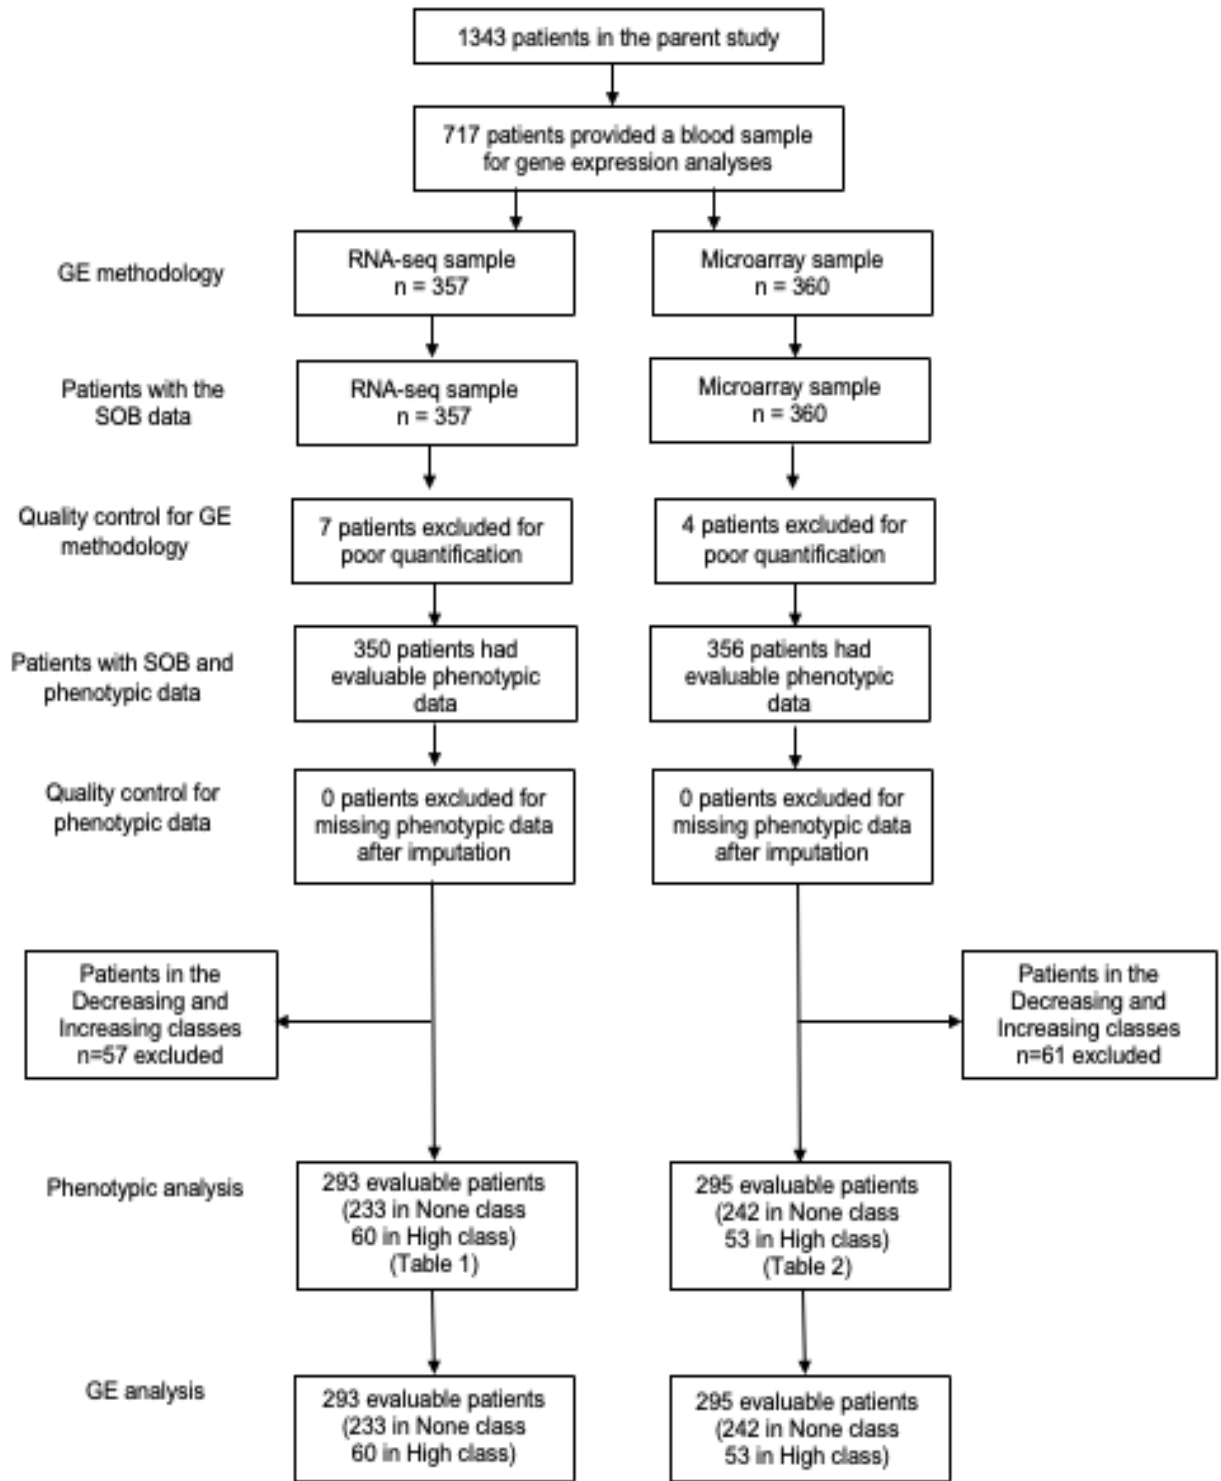 1343 patients in the parent study
717 patients provided a blood sample
for gene expression analyses
GE methodology
RNA-seq sample
n = 357
Microarray sample
n = 360
Patients with the
SOB data
RNA-seq sample
n = 357
Microarray sample
n = 360
Quality control for GE
methodology
7 patients excluded for
poor quantification
4 patients excluded for
poor quantification
Patients with SOB and
phenotypic data
350 patients had
evaluable phenotypic
data
356 patients had
evaluable phenotypic
data
Quality control for
phenotypic data
0 patients excluded for
missing phenotypic data
after imputation
0 patients excluded for
missing phenotypic data
after imputation
Patients in the
Decreasing and
Increasing classes
n=57 excluded
Patients in the
Decreasing and
Increasing classes
n=61 excluded
Phenotypic analysis
293 evaluable patients
(233 in None class
60 in High class)
(Table 1)
295 evaluable patients
(242 in None class
53 in High class)
(Table 2)
GE analysis
293 evaluable patients
(233 in None class
60 in High class)
295 evaluable patients
(242 in None class
53 in High class)